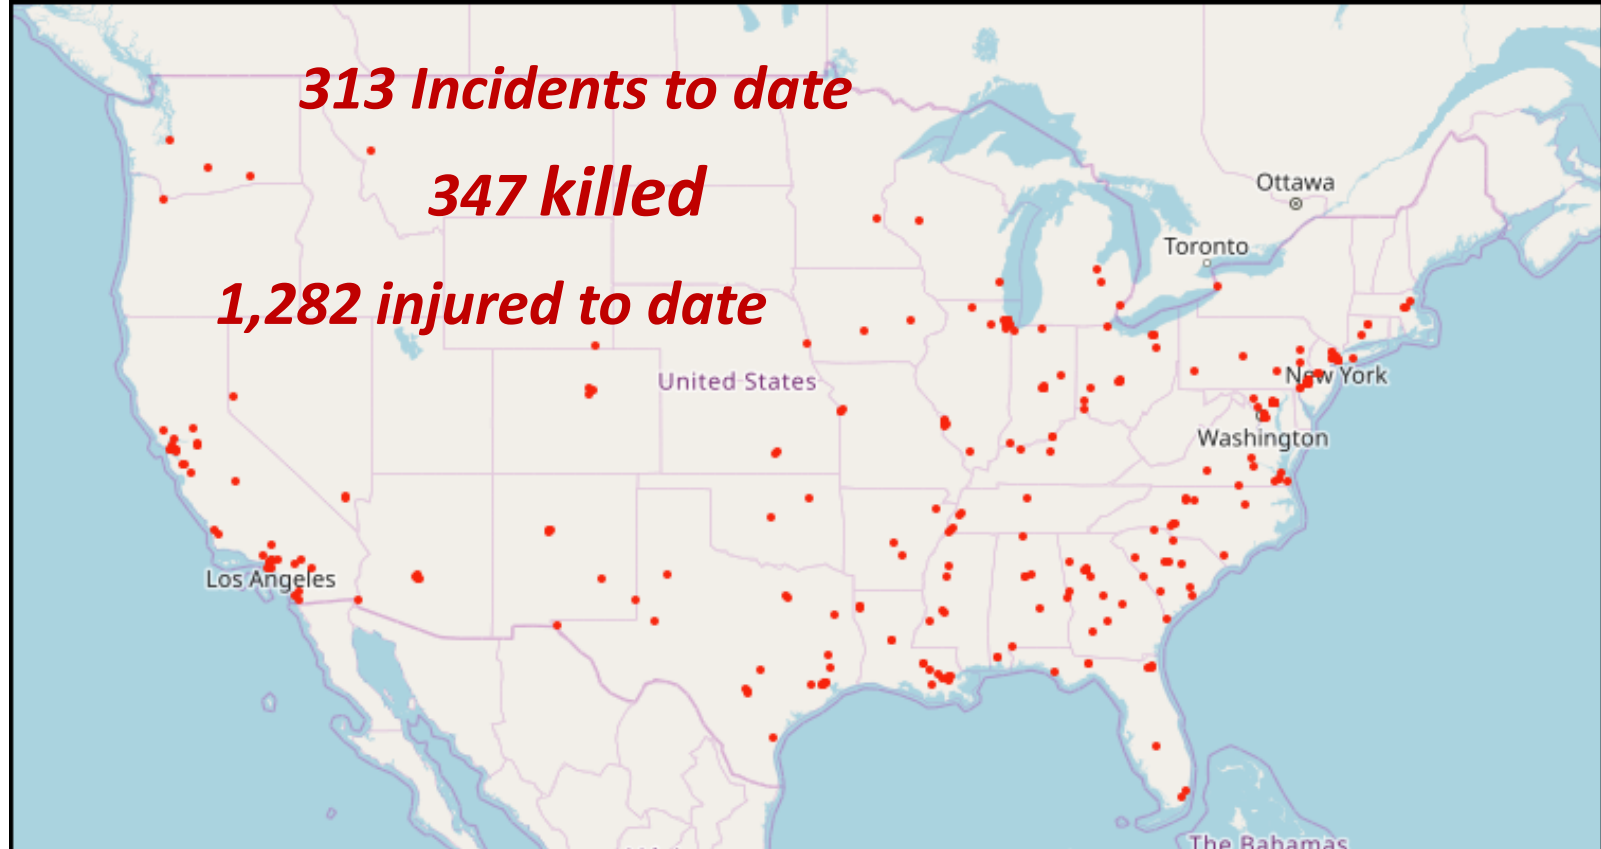 313 Incidents to date
347 killed
1,282 injured to date
Ottawa
Toronto
United States
New York
Washington
Los Angeles
The Bahamas